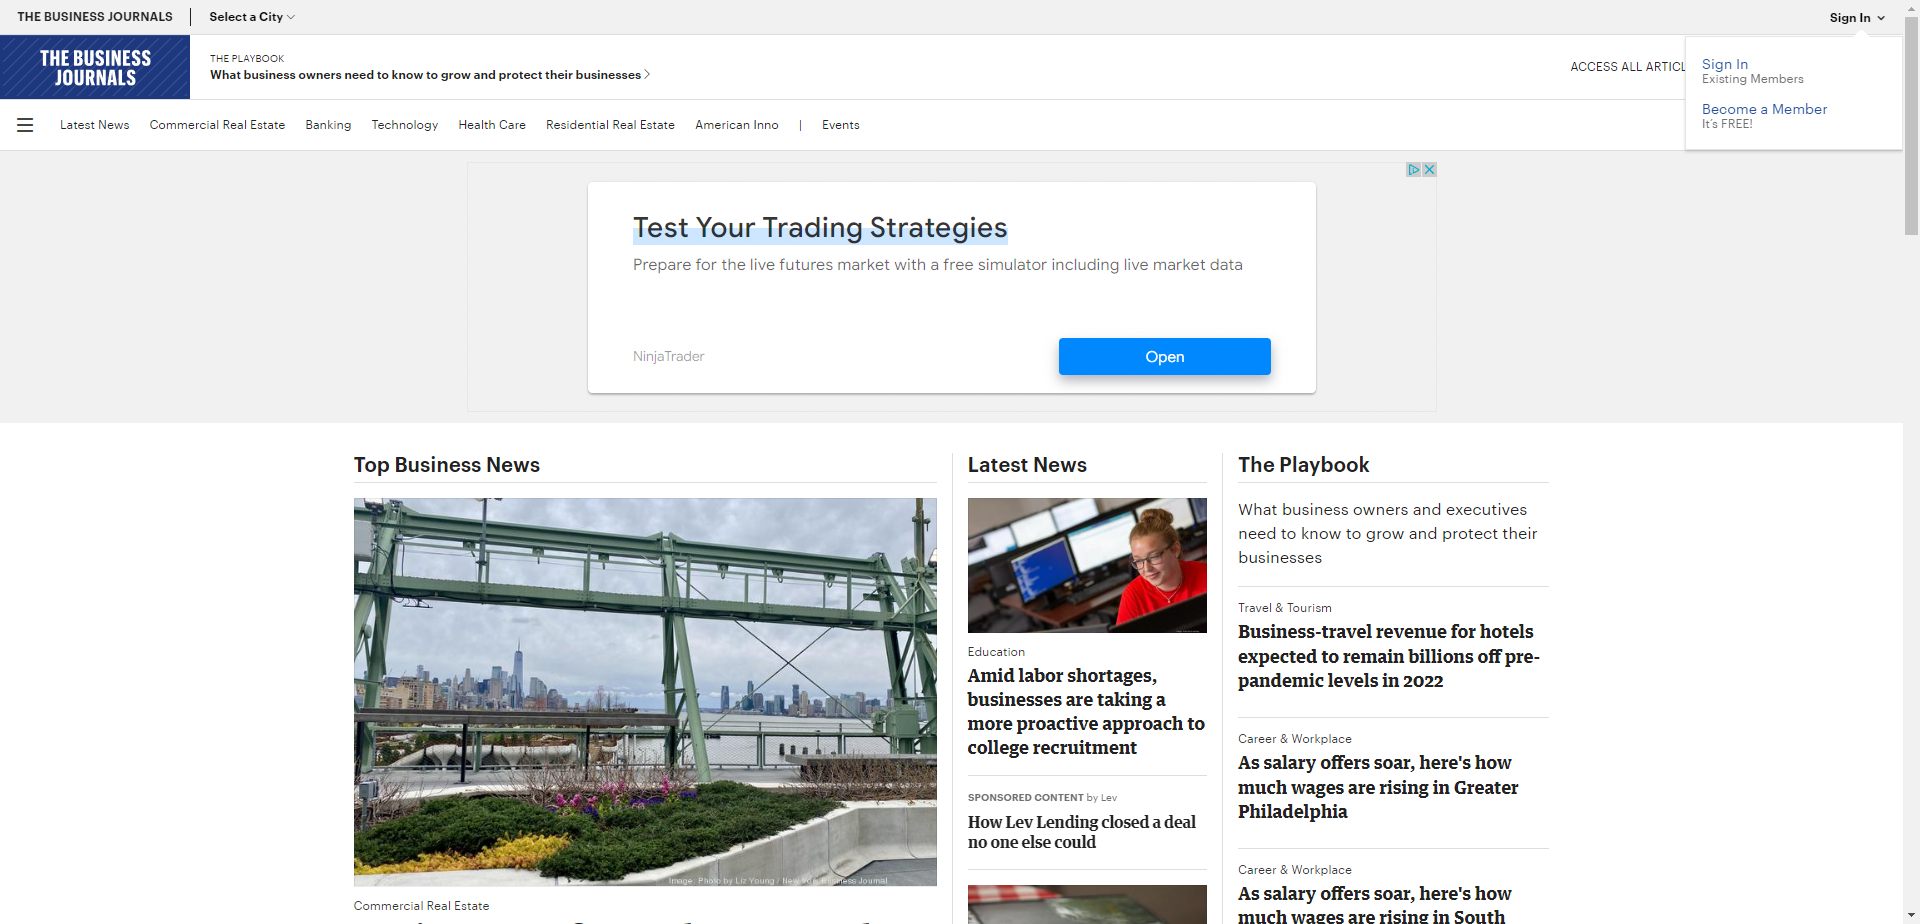 THE BUSINESS JOURNALS
Select a City
Sign In
THE BUSINESS
JOURNALS
THE PLAYBOOK
What business owners need to know to grow and protect their businesses
ACCESS ALL ARTICL
Sign In
Existing Members
Become a Member
It's FREE!
Latest News
Commercial Real Estate
Banking
Technology
Health Care
Residential Real Estate
American Inno
|
Events
Test Your Trading Strategies
Prepare for the live futures market with a free simulator including live market data
NinjaTrader
Open
Top Business News
Image: Photo by Liz Young / New York Business Journal
Commercial Real Estate
Latest News
Education
Amid labor shortages,
businesses are taking a
more proactive approach to
college recruitment
SPONSORED CONTENT by Lev
How Lev Lending closed a deal
no one else could
The Playbook
What business owners and executives
need to know to grow and protect their
businesses
Travel & Tourism
Business-travel revenue for hotels
expected to remain billions off pre-
pandemic levels in 2022
Career & Workplace
As salary offers soar, here's how
much wages are rising in Greater
Philadelphia
Career & Workplace
As salary offers soar, here's how
much wages are rising in South